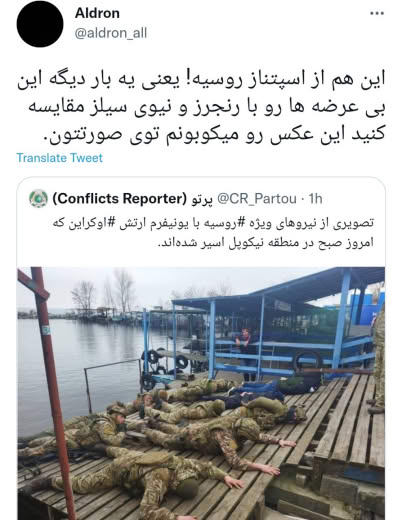 Aldron
@aldron_all
این هم از اسپتناز روسیه! یعنی یه بار دیگه این
بی عرضه ها رو با رنجرز و نیوی سیلز مقایسه
کنید این عکس رو میکوبونم توی صورتتون.
Translate Tweet
پرتو (Conflicts Reporter) @CR_Partou · 1h
تصویری از نیروهای ویژه #روسیه با یونیفرم ارتش #اوکراین که
امروز صبح در منطقه نیکوپل اسیر شده‌اند.